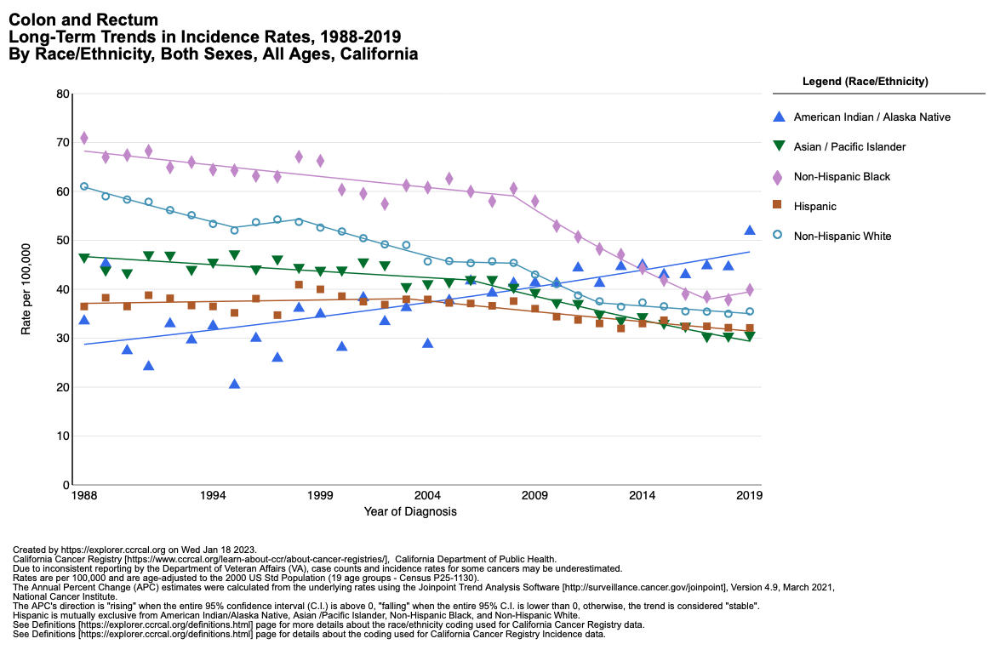 Colon and Rectum
Long-Term Trends in Incidence Rates, 1988-2019
By Race/Ethnicity, Both Sexes, All Ages, California
Legend (Race/Ethnicity)
American Indian / Alaska Native
Asian / Pacific Islander
Non-Hispanic Black
Hispanic
Non-Hispanic White
Rate per 100,000
80
70
60
50
40
30
20
10
0
1988 1994 1999 2004 2009 2014 2019
Year of Diagnosis
Created by https://explorer.ccrcal.org on Wed Jan 18 2023.
California Cancer Registry [https://www.ccrcal.org/learn-about-ccr/about-cancer-registries/], California Department of Public Health.
Due to inconsistent reporting by the Department of Veteran Affairs (VA), case counts and incidence rates for some cancers may be underestimated.
Rates are per 100,000 and are age-adjusted to the 2000 US Std Population (19 age groups - Census P25-1130).
The Annual Percent Change (APC) estimates were calculated from the underlying rates using the Joinpoint Trend Analysis Software [http://surveillance.cancer.gov/joinpoint], Version 4.9, March 2021,
National Cancer Institute.
The APC's direction is "rising" when the entire 95% confidence interval (C.I.) is above 0, "falling" when the entire 95% C.I. is lower than 0, otherwise, the trend is considered "stable".
Hispanic is mutually exclusive from American Indian/Alaska Native, Asian /Pacific Islander, Non-Hispanic Black, and Non-Hispanic White.
See Definitions [https://explorer.ccrcal.org/definitions.html] page for more details about the race/ethnicity coding used for California Cancer Registry data.
See Definitions [https://explorer.ccrcal.org/definitions.html] page for details about the coding used for California Cancer Registry Incidence data.